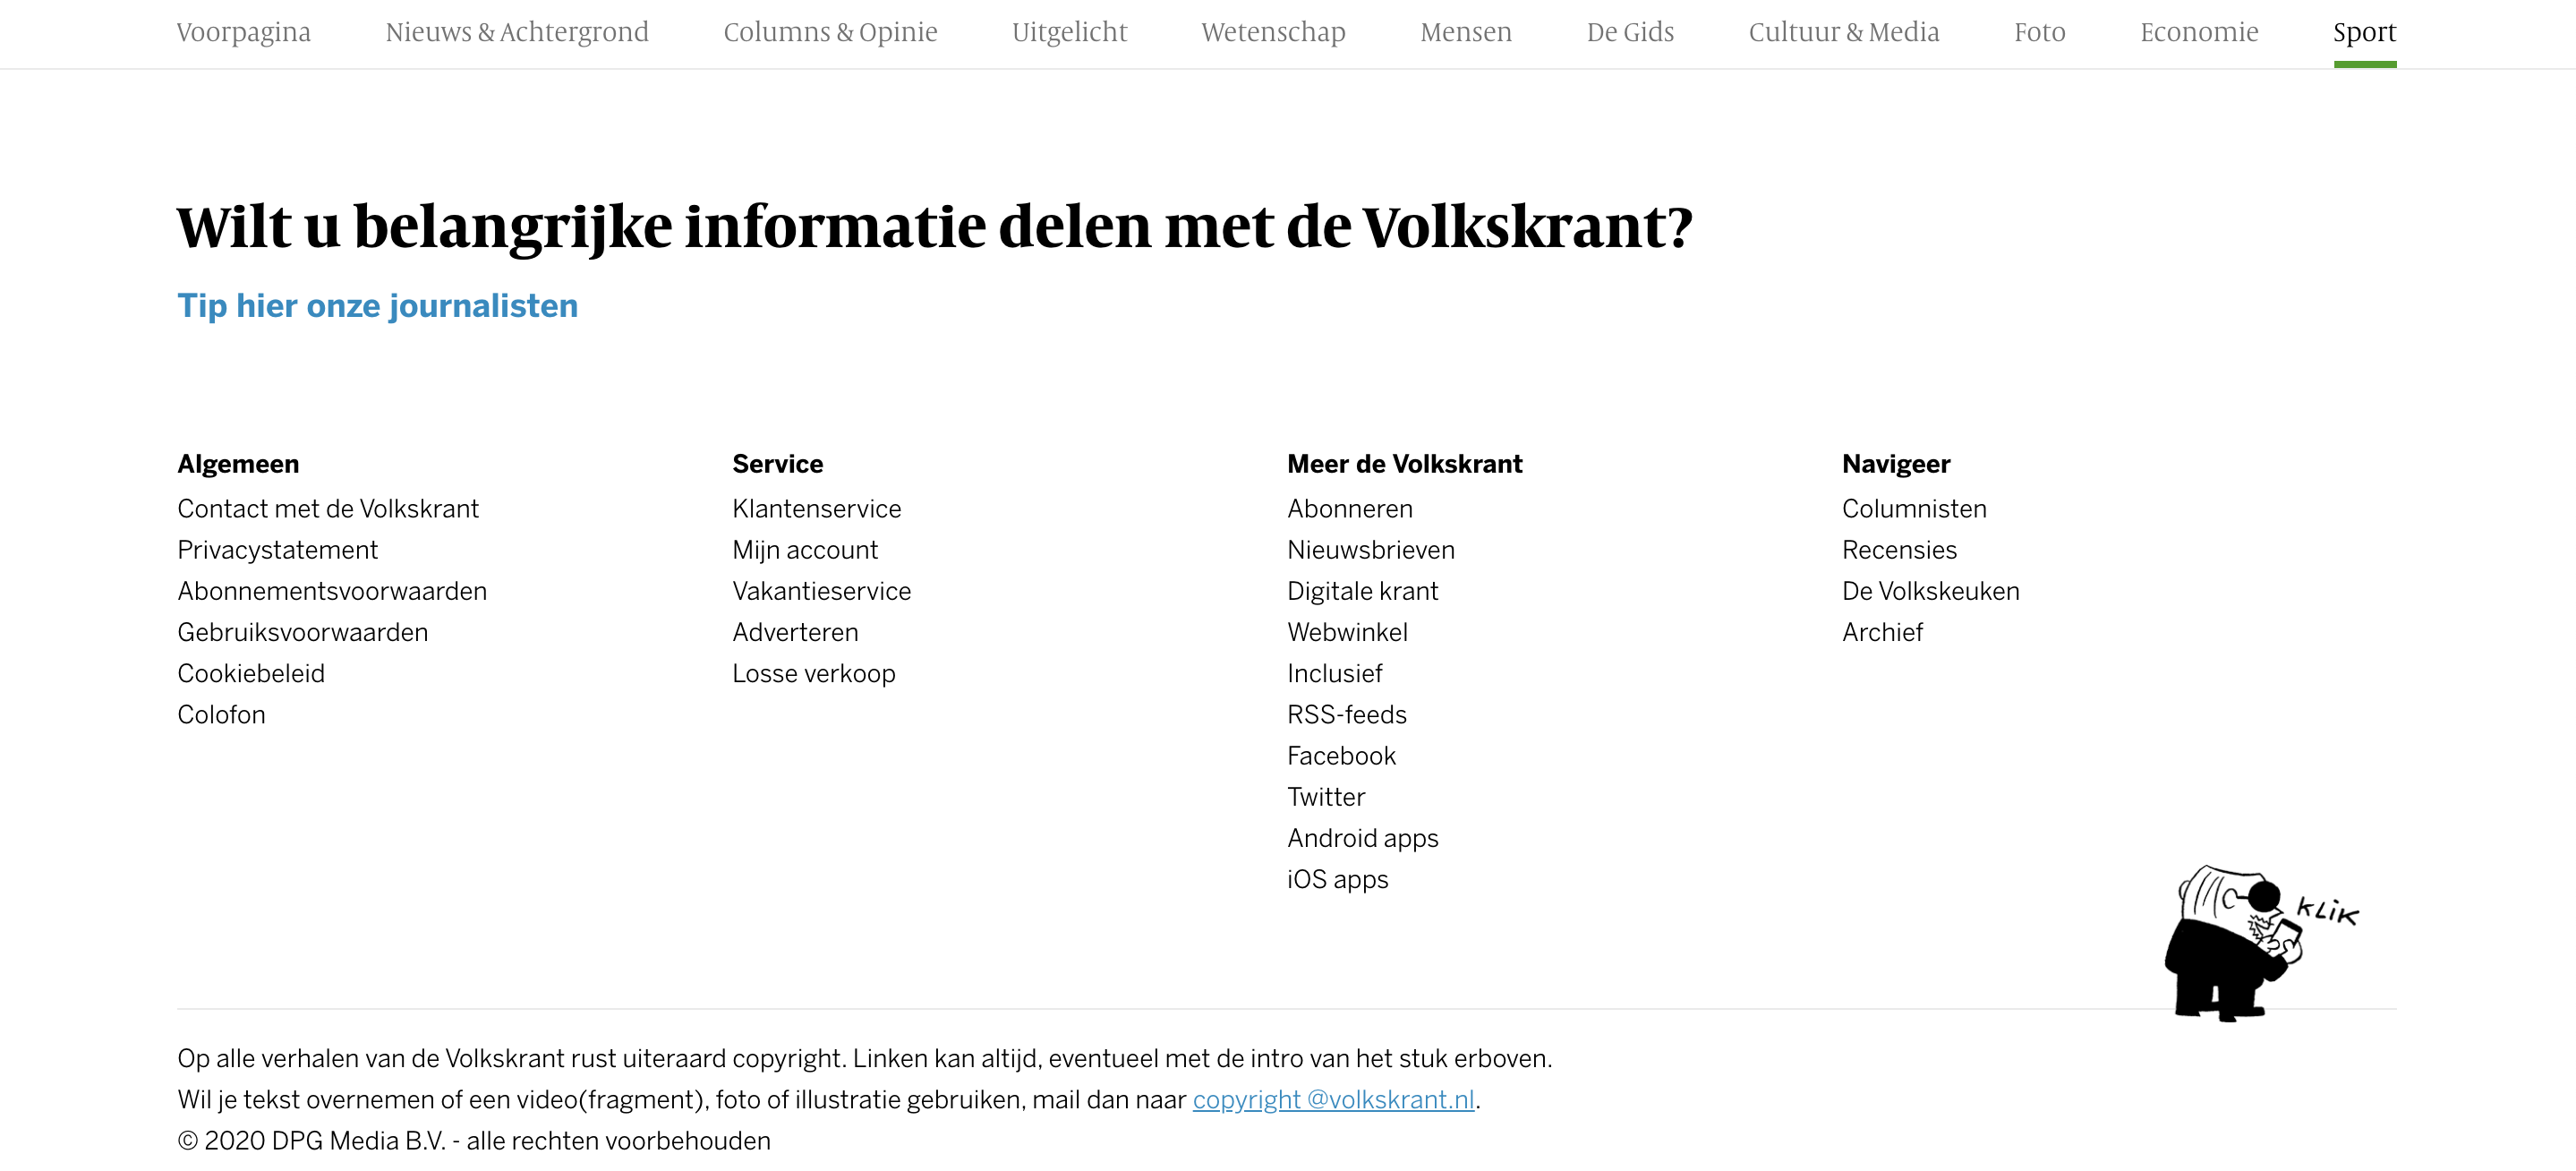 Voorpagina Nieuws & Achtergrond Columns & Opinie Uitgelicht Wetenschap Mensen De Gids Cultuur & Media Foto Economie Sport
Wilt u belangrijke informatie delen met de Volkskrant?
Tip hier onze journalisten
Algemeen
Contact met de Volkskrant
Privacystatement
Abonnementsvoorwaarden
Gebruiksvoorwaarden
Cookiebeleid
Colofon
Service
Klantenservice
Mijn account
Vakantieservice
Adverteren
Losse verkoop
Meer de Volkskrant
Abonneren
Nieuwsbrieven
Digitale krant
Webwinkel
Inclusief
RSS-feeds
Facebook
Twitter
Android apps
iOS apps
Navigeer
Columnisten
Recensies
De Volkskeuken
Archief
KLIK
Op alle verhalen van de Volkskrant rust uiteraard copyright. Linken kan altijd, eventueel met de intro van het stuk erboven.
Wil je tekst overnemen of een video(fragment), foto of illustratie gebruiken, mail dan naar copyright @volkskrant.nl.
© 2020 DPG Media B.V. - alle rechten voorbehouden